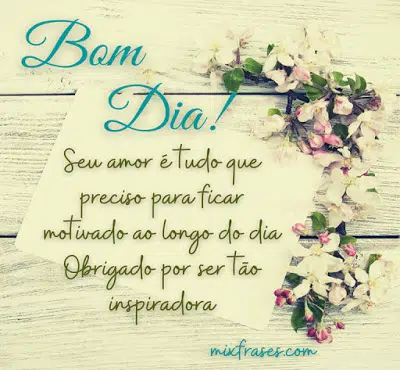 Bom
Dia!
Seu amor é tudo que
preciso para ficar
motivado ao longo do dia
Obrigado por ser tão
inspiradora
mixfrases.com